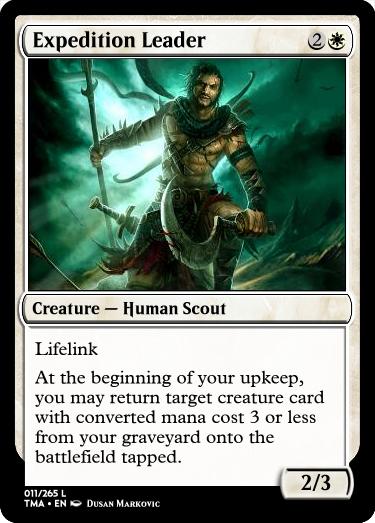 Expedition Leader 2
Creature — Human Scout
Lifelink
At the beginning of your upkeep,
you may return target creature card
with converted mana cost 3 or less
from your graveyard onto the
battlefield tapped.
2/3
011/265 L
TMA • EN Dusan Markovic